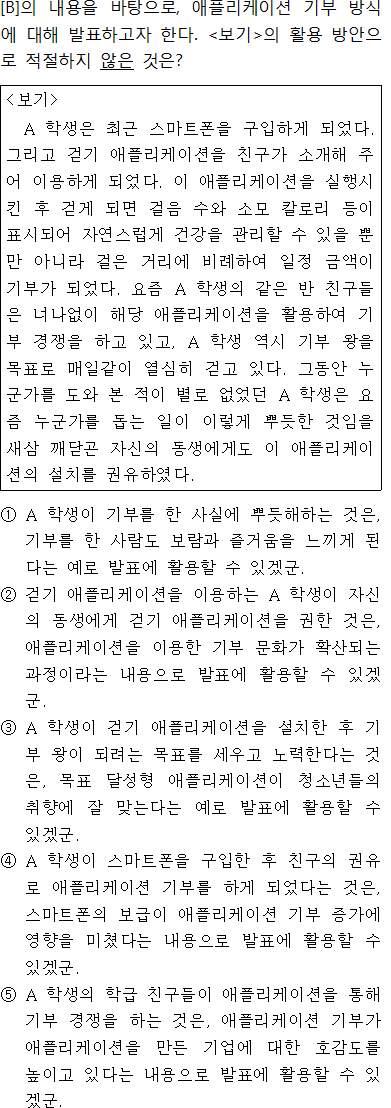 [B]의 내용을 바탕으로, 애플리케이션 기부 방식
에 대해 발표하고자 한다. <보기>의 활용 방안으
로 적절하지 않은 것은?
<보기>
A 학생은 최근 스마트폰을 구입하게 되었다.
그리고 걷기 애플리케이션을 친구가 소개해 주
어 이용하게 되었다. 이 애플리케이션을 실행시
킨 후 걷게 되면 걸음 수와 소모 칼로리 등이
표시되어 자연스럽게 건강을 관리할 수 있을 뿐
만 아니라 걸은 거리에 비례하여 일정 금액이
기부가 되었다. 요즘 A 학생의 같은 반 친구들
은 너나없이 해당 애플리케이션을 활용하여 기
부 경쟁을 하고 있고, A 학생 역시 기부 왕을
목표로 매일같이 열심히 걷고 있다. 그동안 누
군가를 도와 본 적이 별로 없었던 A 학생은 요
즘 누군가를 돕는 일이 이렇게 뿌듯한 것임을
새삼 깨닫곤 자신의 동생에게도 이 애플리케이
션의 설치를 권유하였다.
① A 학생이 기부를 한 사실에 뿌듯해하는 것은,
기부를 한 사람도 보람과 즐거움을 느끼게 된
다는 예로 발표에 활용할 수 있겠군.
② 걷기 애플리케이션을 이용하는 A 학생이 자신
의 동생에게 걷기 애플리케이션을 권한 것은,
애플리케이션을 이용한 기부 문화가 확산되는
과정이라는 내용으로 발표에 활용할 수 있겠
군.
③ A 학생이 걷기 애플리케이션을 설치한 후 기
부 왕이 되려는 목표를 세우고 노력한다는 것
은, 목표 달성형 애플리케이션이 청소년들의
취향에 잘 맞는다는 예로 발표에 활용할 수
있겠군.
④ A 학생이 스마트폰을 구입한 후 친구의 권유
로 애플리케이션 기부를 하게 되었다는 것은,
스마트폰의 보급이 애플리케이션 기부 증가에
영향을 미쳤다는 내용으로 발표에 활용할 수
있겠군.
⑤ A 학생의 학급 친구들이 애플리케이션을 통해
기부 경쟁을 하는 것은, 애플리케이션 기부가
애플리케이션을 만든 기업에 대한 호감도를
높이고 있다는 내용으로 발표에 활용할 수 있
겠군.